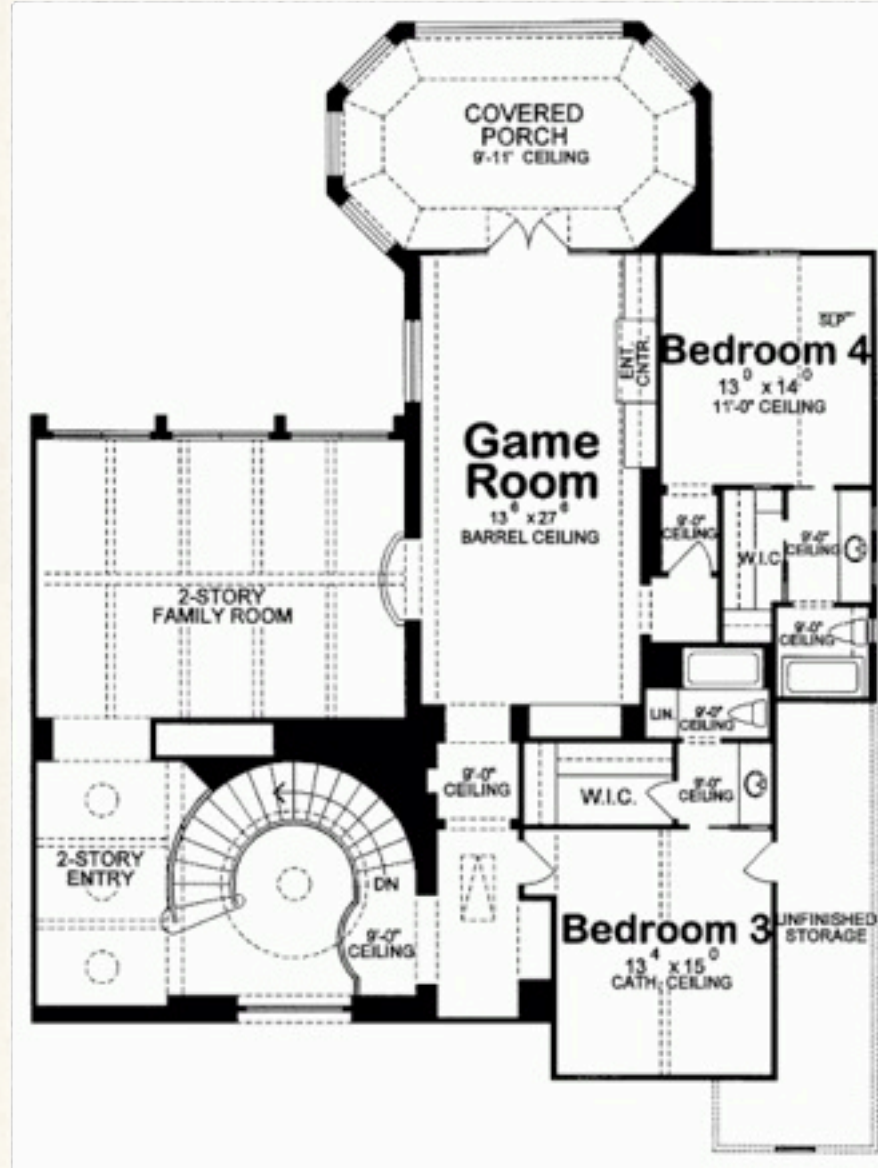 COVERED
PORCH
9'-11" CEILING
SLP
Bedroom 4
13⁰ x 14⁰
11'-0" CEILING
ENT.
CNTR.
Game
Room
13⁶ x 27⁶
BARREL CEILING
9'-0"
CEILING
W.I.C.
9'-0"
CEILING
9'-0"
CEILING
2-STORY
FAMILY ROOM
LIN.
9'-0"
CEILING
9'-0"
CEILING
W.I.C.
9'-0"
CEILING
2-STORY
ENTRY
DN
9'-0"
CEILING
Bedroom 3
13⁴ x 15⁰
CATH. CEILING
UNFINISHED
STORAGE